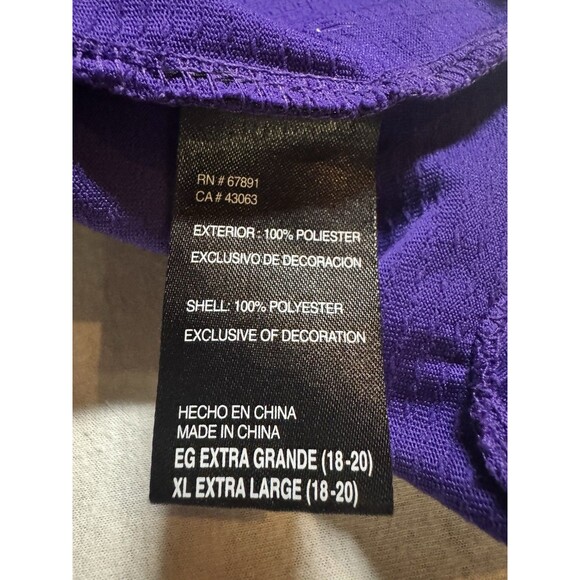 RN # 67891
CA # 43063
EXTERIOR : 100% POLIESTER
EXCLUSIVO DE DECORACION
SHELL: 100% POLYESTER
EXCLUSIVE OF DECORATION
HECHO EN CHINA
MADE IN CHINA
EG EXTRA GRANDE (18-20)
XL EXTRA LARGE (18-20)